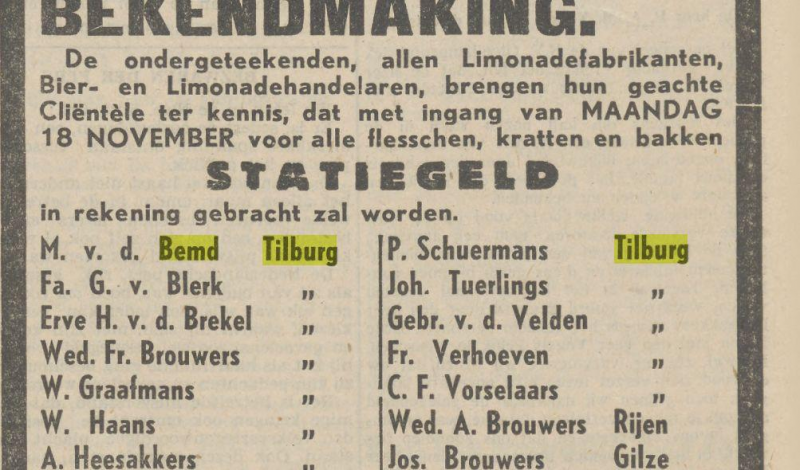 BEKENDMAKING.
De ondergeteekenden, allen Limonadefabrikanten,
Bier- en Limonadehandelaren, brengen hun geachte
Cliëntèle ter kennis, dat met ingang van MAANDAG
18 NOVEMBER voor alle flesschen, kratten en bakken
STATIEGELD
in rekening gebracht zal worden.
M. v. d. Bemd Tilburg
Fa. G. v. Blerk „
Erve H. v. d. Brekel „
Wed. Fr. Brouwers „
W. Graafmans „
W. Haans „
A. Heesakkers „
P. Schuermans Tilburg
Joh. Tuerlings „
Gebr. v. d. Velden „
Fr. Verhoeven „
C. F. Vorselaars „
Wed. A. Brouwers Rijen
Jos. Brouwers Gilze